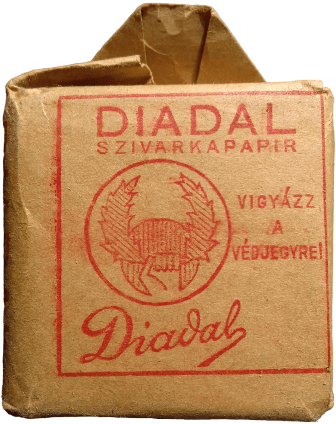 DIADAL
SZIVARKAPAPIR
VIGYÁZZ
A
VÉDJEGYRE!
Diadal